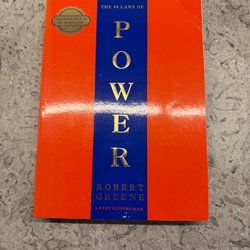 THE 48 LAWS OF
POWER
ROBERT
GREENE
A JOOST ELFFERS BOOK